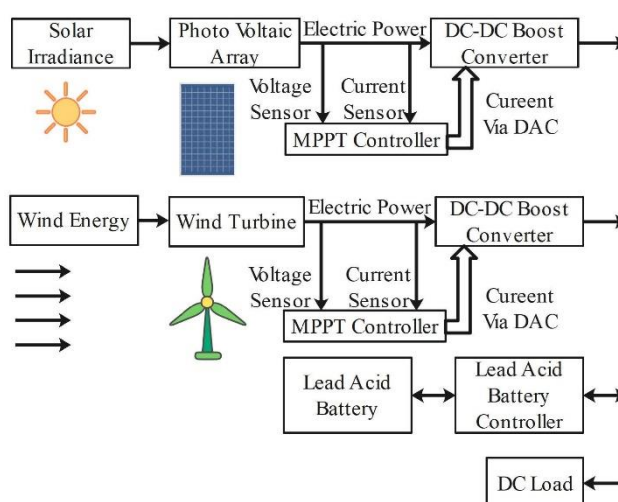 Solar
Irradiance
Photo Voltaic
Array
Electric Power
DC-DC Boost
Converter
Voltage
Sensor
Current
Sensor
Cureent
Via DAC
MPPT Controller
Wind Energy
Wind Turbine
Electric Power
DC-DC Boost
Converter
Voltage
Sensor
Current
Sensor
Cureent
Via DAC
MPPT Controller
Lead Acid
Battery
Lead Acid
Battery
Controller
DC Load